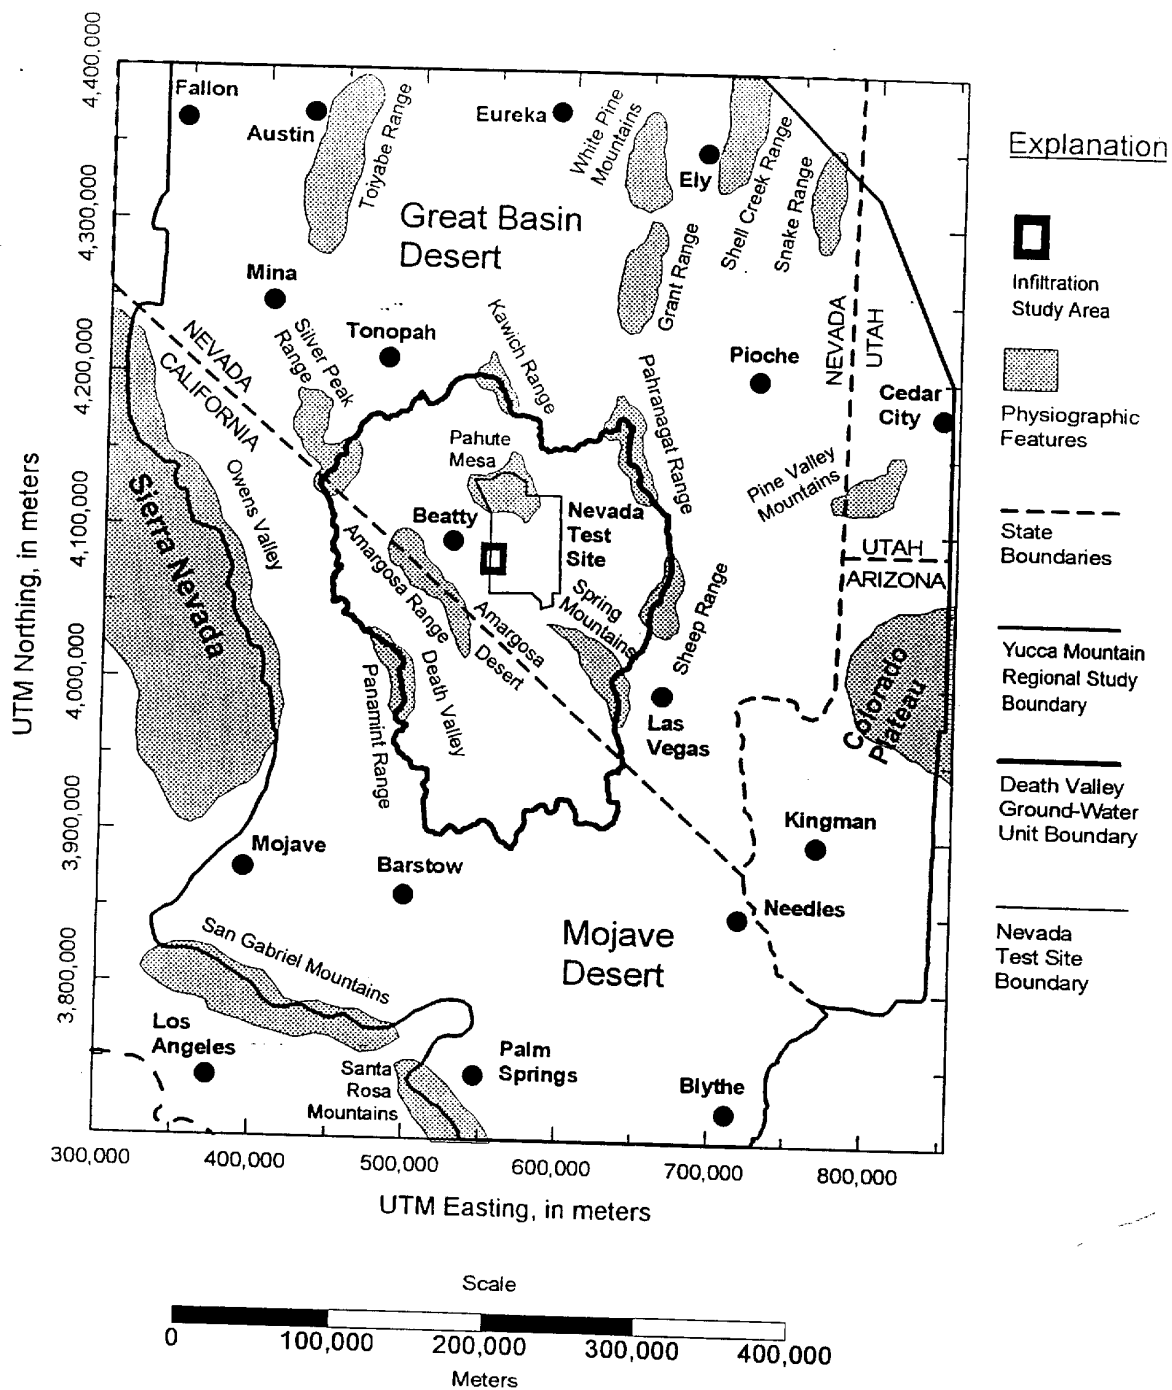 4,400,000
4,300,000
4,200,000
4,100,000
4,000,000
3,900,000
3,800,000
UTM Northing, in meters
Fallon
Austin
Toiyabe Range
Eureka
White Pine
Mountains
Ely
Shell Creek Range
Snake Range
Great Basin
Desert
Grant Range
Mina
Tonopah
Silver Peak
Range
Kawich Range
Pahranagat Range
Pioche
NEVADA
UTAH
Cedar
City
NEVADA
CALIFORNIA
Owens Valley
Sierra Nevada
Pahute
Mesa
Beatty
Nevada
Test
Site
Pine Valley
Mountains
UTAH
ARIZONA
Amargosa Range
Amargosa
Desert
Spring
Mountains
Sheep Range
Death Valley
Panamint Range
Las
Vegas
Colorado
Plateau
Kingman
Mojave
Barstow
Needles
Mojave
Desert
San Gabriel Mountains
Los
Angeles
Santa
Rosa
Mountains
Palm
Springs
Blythe
300,000
400,000
500,000
600,000
700,000
800,000
UTM Easting, in meters
Explanation
Infiltration
Study Area
Physiographic
Features
State
Boundaries
Yucca Mountain
Regional Study
Boundary
Death Valley
Ground-Water
Unit Boundary
Nevada
Test Site
Boundary
Scale
0
100,000
200,000
300,000
400,000
Meters